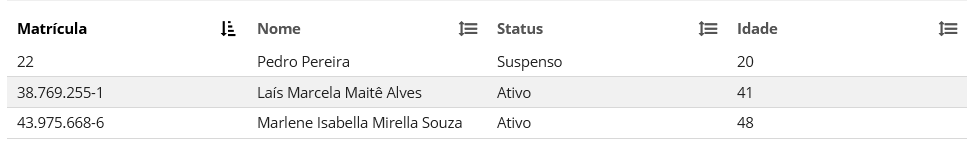 Matrícula Nome Status Idade
22 Pedro Pereira Suspenso 20
38.769.255-1 Laís Marcela Maitê Alves Ativo 41
43.975.668-6 Marlene Isabella Mirella Souza Ativo 48